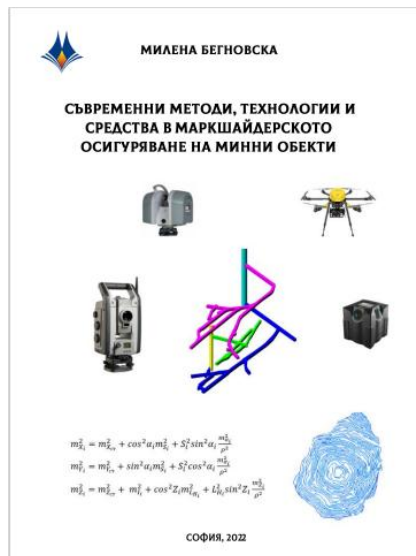 МИЛЕНА БЕГНОВСКА
СЪВРЕМЕННИ МЕТОДИ, ТЕХНОЛОГИИ И
СРЕДСТВА В МАРКШАЙДЕРСКОТО
ОСИГУРЯВАНЕ НА МИННИ ОБЕКТИ
СОФИЯ, 2022